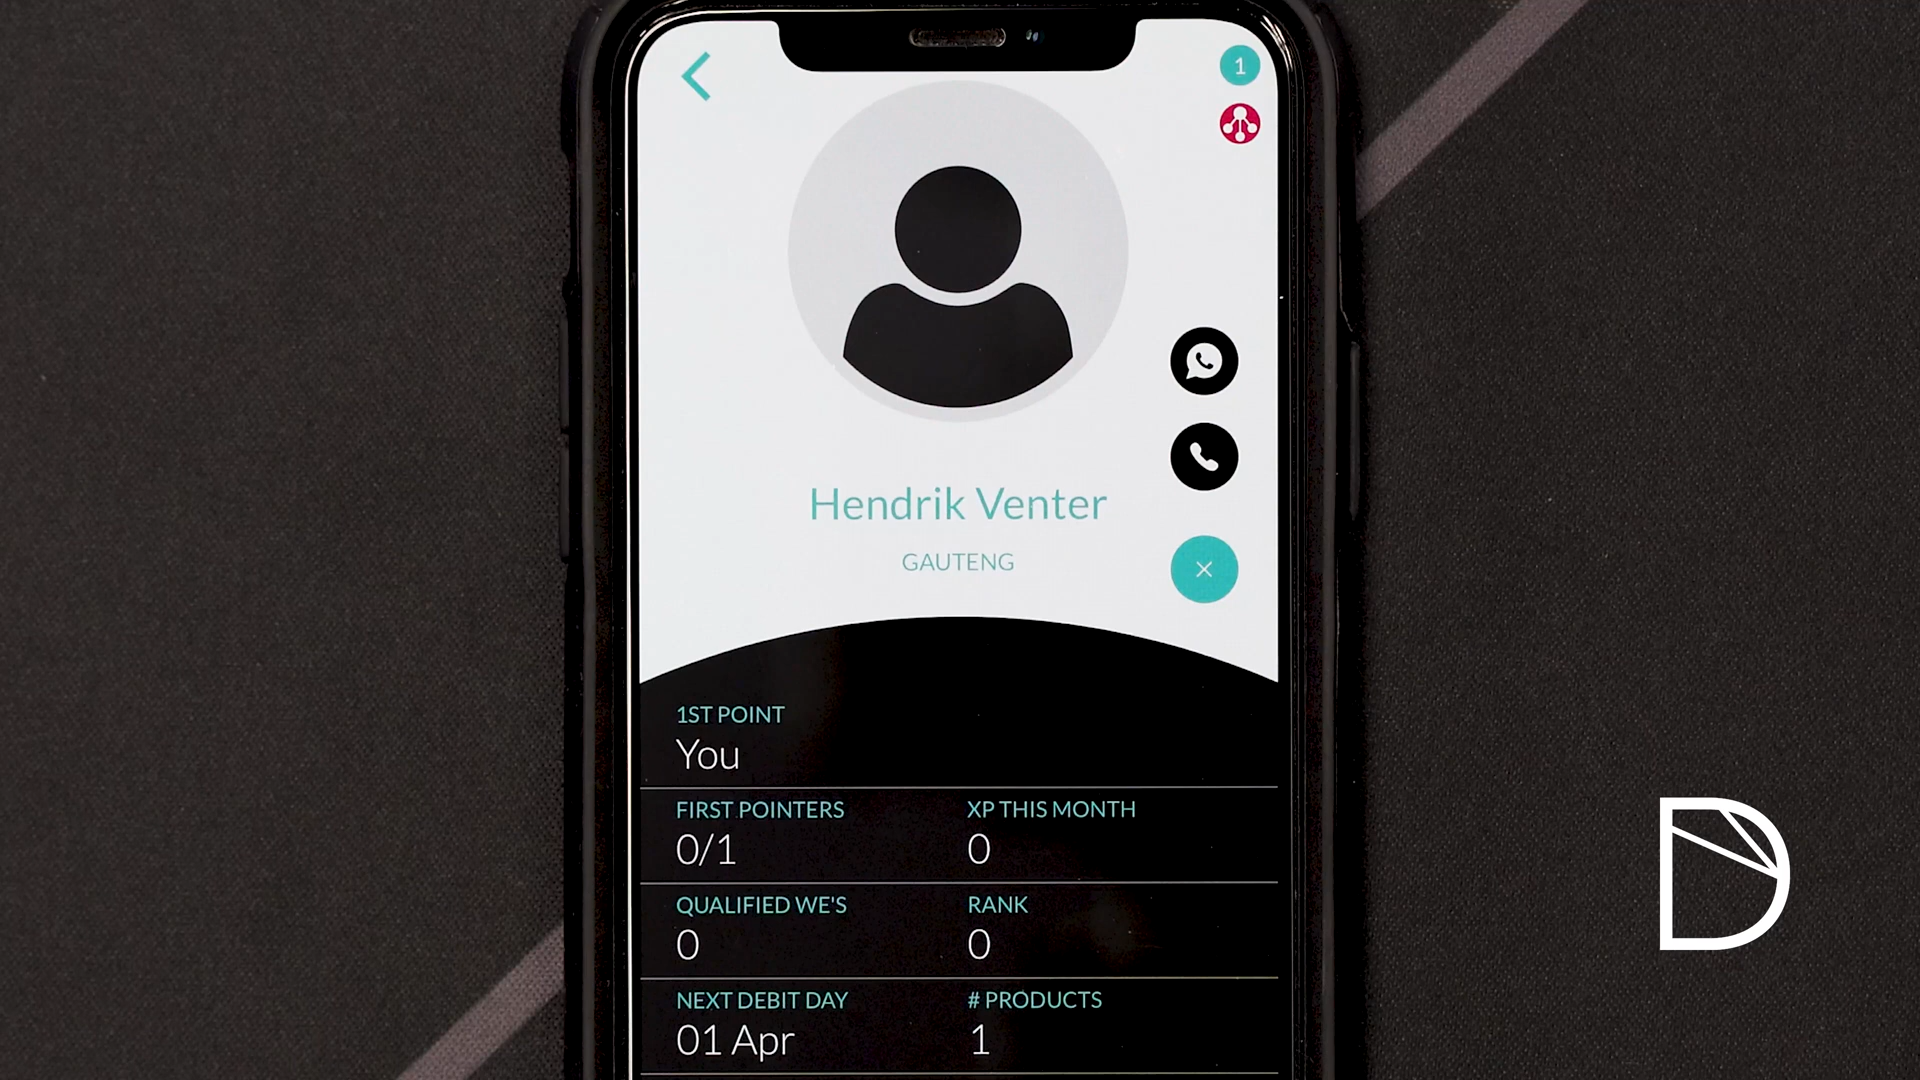 1
Hendrik Venter
GAUTENG
1ST POINT
You
FIRST POINTERS
0/1
XP THIS MONTH
0
QUALIFIED WE'S
0
RANK
0
NEXT DEBIT DAY
01 Apr
# PRODUCTS
1